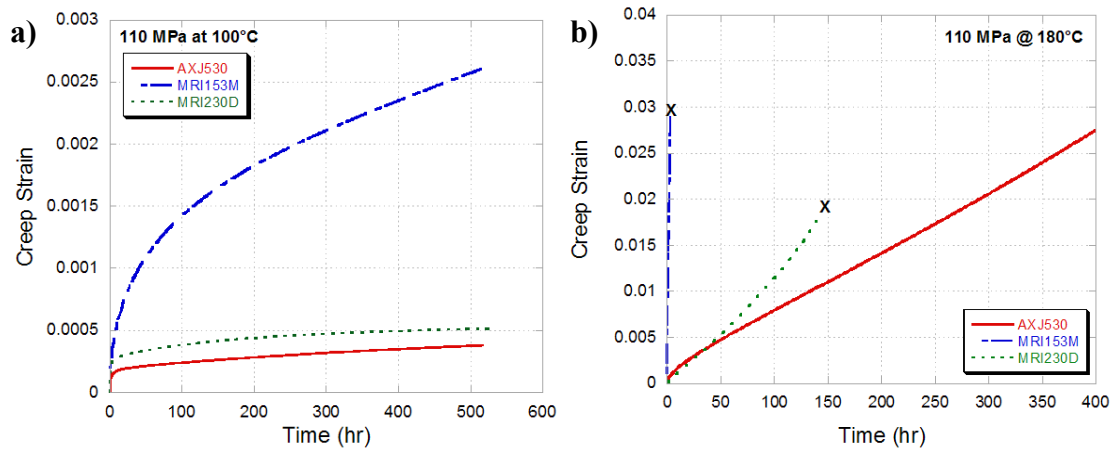 a)
110 MPa at 100°C
AXJ530
MRI153M
MRI230D
0.003
0.0025
0.002
0.0015
0.001
0.0005
0
Creep Strain
0 100 200 300 400 500 600
Time (hr)
b)
110 MPa @ 180°C
0.04
0.035
0.03
0.025
0.02
0.015
0.01
0.005
0
Creep Strain
X
X
AXJ530
MRI153M
MRI230D
0 50 100 150 200 250 300 350 400
Time (hr)